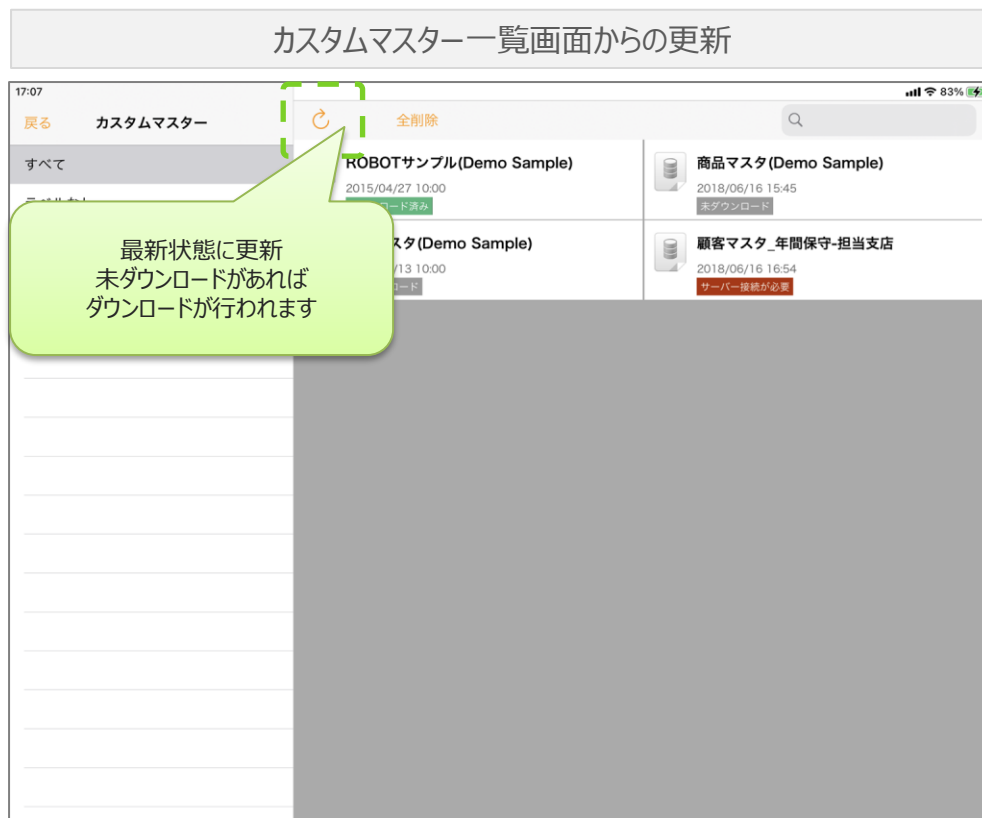 カスタムマスター一覧画面からの更新
17:07
83%
戻る
カスタムマスター
全削除
すべて
ROBOTサンプル(Demo Sample)
2015/04/27 10:00
ード済み
商品マスタ(Demo Sample)
2018/06/16 15:45
未ダウンロード
最新状態に更新
未ダウンロードがあれば
ダウンロードが行われます
スタ(Demo Sample)
/13 10:00
ード
顧客マスタ_年間保守-担当支店
2018/06/16 16:54
サーバー接続が必要